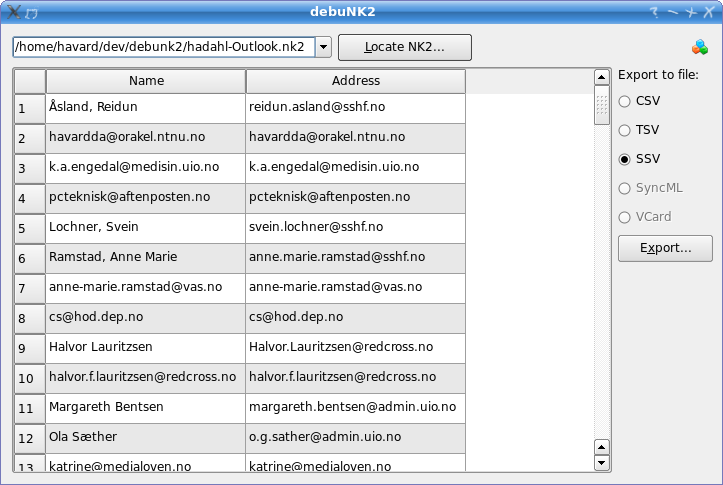 debuNK2
/home/havard/dev/debunk2/hadahl-Outlook.nk2 Locate NK2...
Name Address
1 Åsland, Reidun reidun.asland@sshf.no
2 havardda@orakel.ntnu.no havardda@orakel.ntnu.no
3 k.a.engedal@medisin.uio.no k.a.engedal@medisin.uio.no
4 pcteknisk@aftenposten.no pcteknisk@aftenposten.no
5 Lochner, Svein svein.lochner@sshf.no
6 Ramstad, Anne Marie anne.marie.ramstad@sshf.no
7 anne-marie.ramstad@vas.no anne-marie.ramstad@vas.no
8 cs@hod.dep.no cs@hod.dep.no
9 Halvor Lauritzsen Halvor.Lauritzsen@redcross.no
10 halvor.f.lauritzsen@redcross.no halvor.f.lauritzsen@redcross.no
11 Margareth Bentsen margareth.bentsen@admin.uio.no
12 Ola Sæther o.g.sather@admin.uio.no
13 katrine@medialoven.no katrine@medialoven.no
Export to file:
CSV
TSV
SSV
SyncML
VCard
Export...